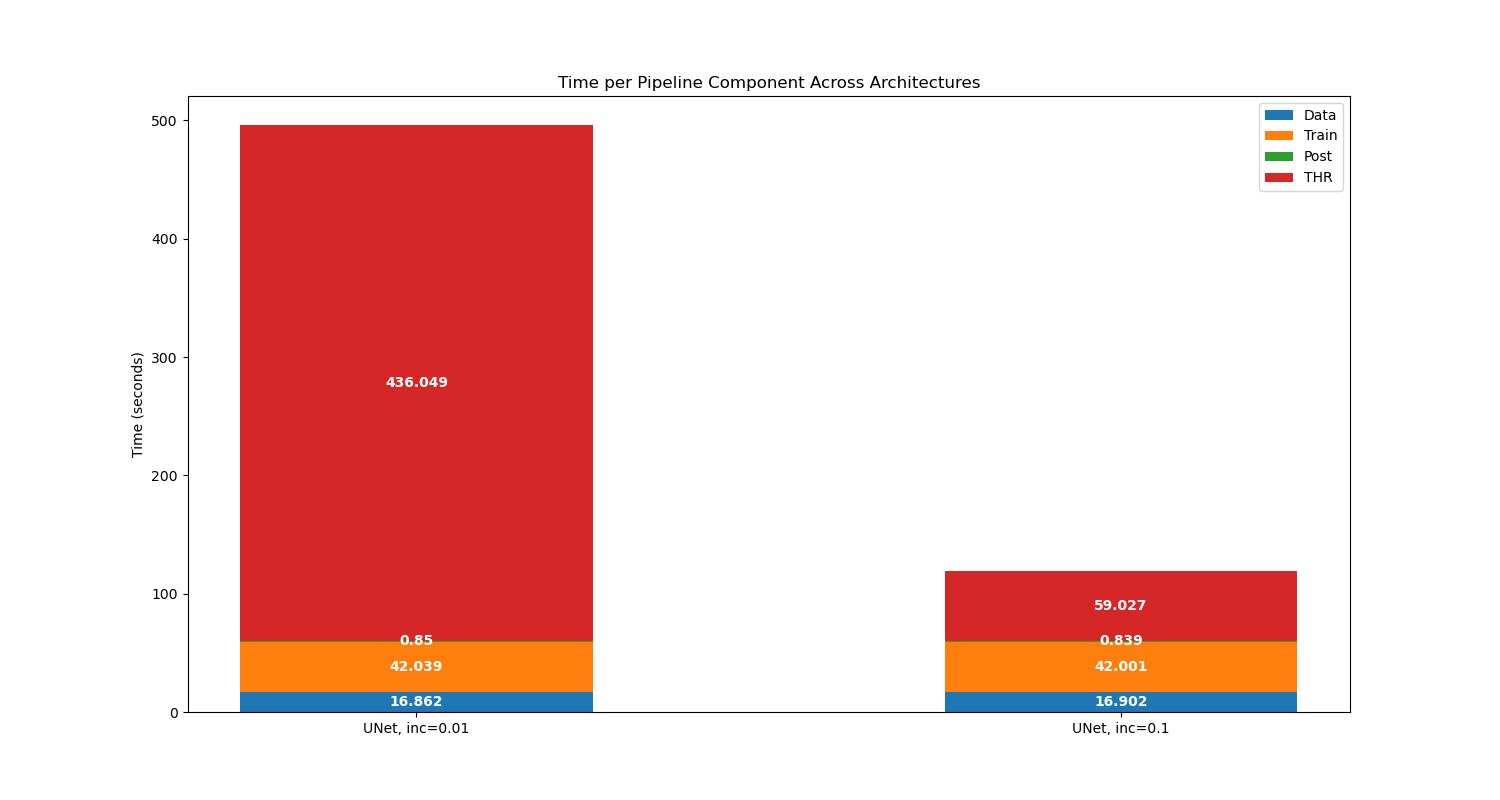 Time per Pipeline Component Across Architectures
Time (seconds)
500
400
300
200
100
0
Data
Train
Post
THR
436.049
0.85
42.039
16.862
59.027
0.839
42.001
16.902
UNet, inc=0.01
UNet, inc=0.1